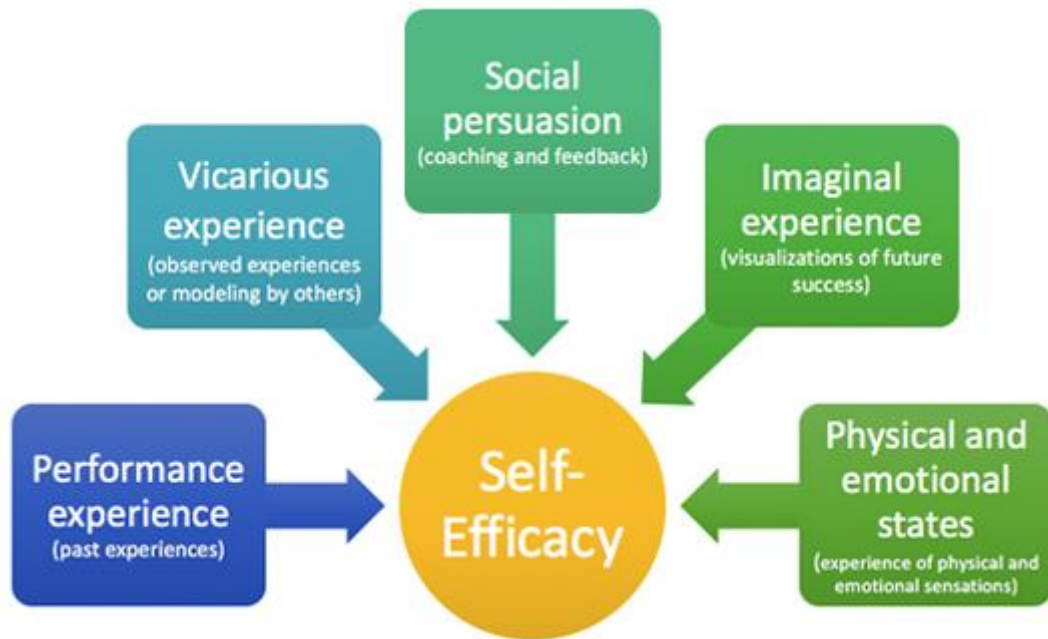 Social
persuasion
(coaching and feedback)
Vicarious
experience
(observed experiences
or modeling by others)
Imaginal
experience
(visualizations of future
success)
Performance
experience
(past experiences)
Self-
Efficacy
Physical and
emotional
states
(experience of physical and
emotional sensations)